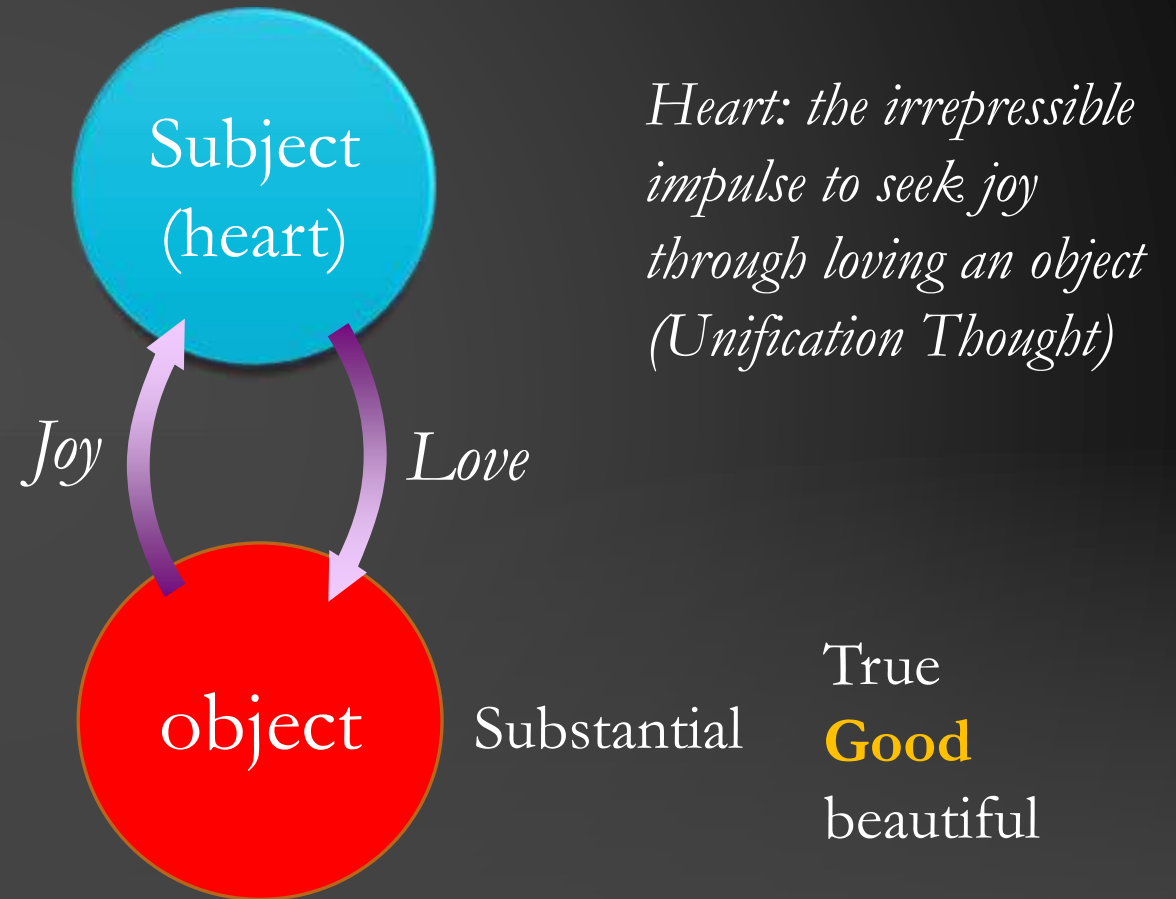 Subject
(heart)
Heart: the irrepressible
impulse to seek joy
through loving an object
(Unification Thought)
Joy
Love
object
Substantial
True
Good
beautiful